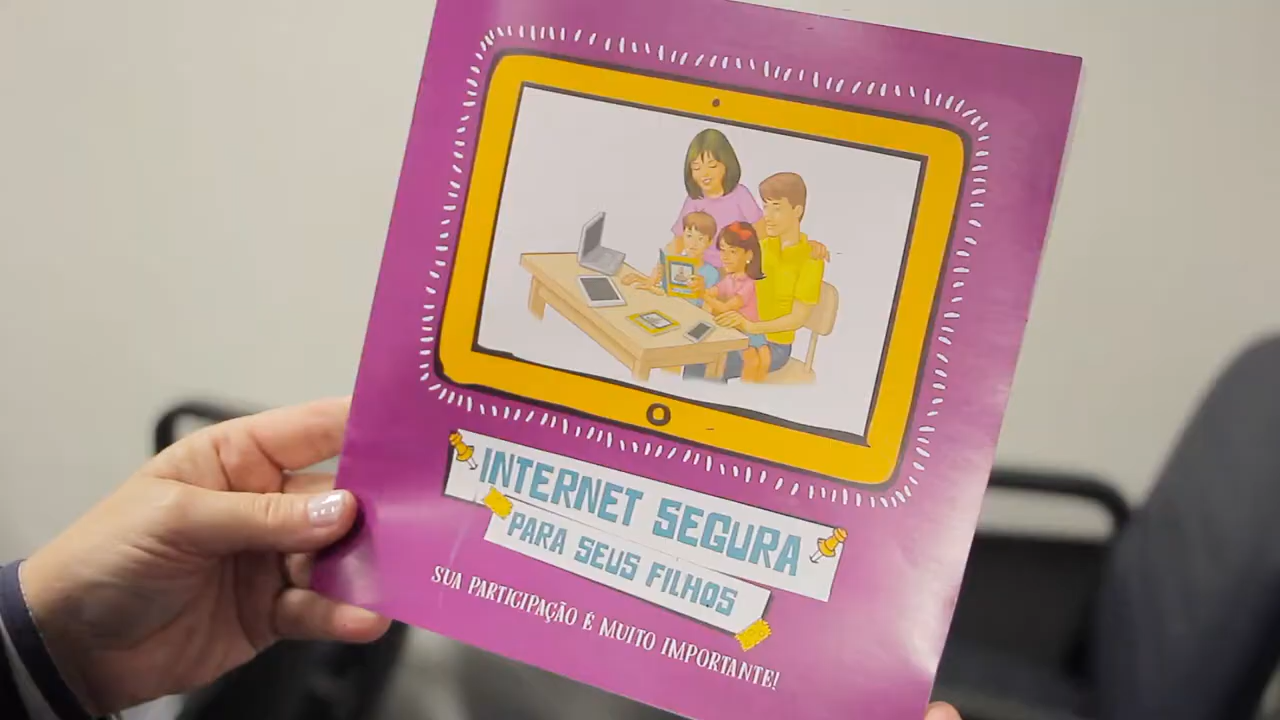 INTERNET SEGURA
PARA SEUS FILHOS
SUA PARTICIPAÇÃO É MUITO IMPORTANTE!